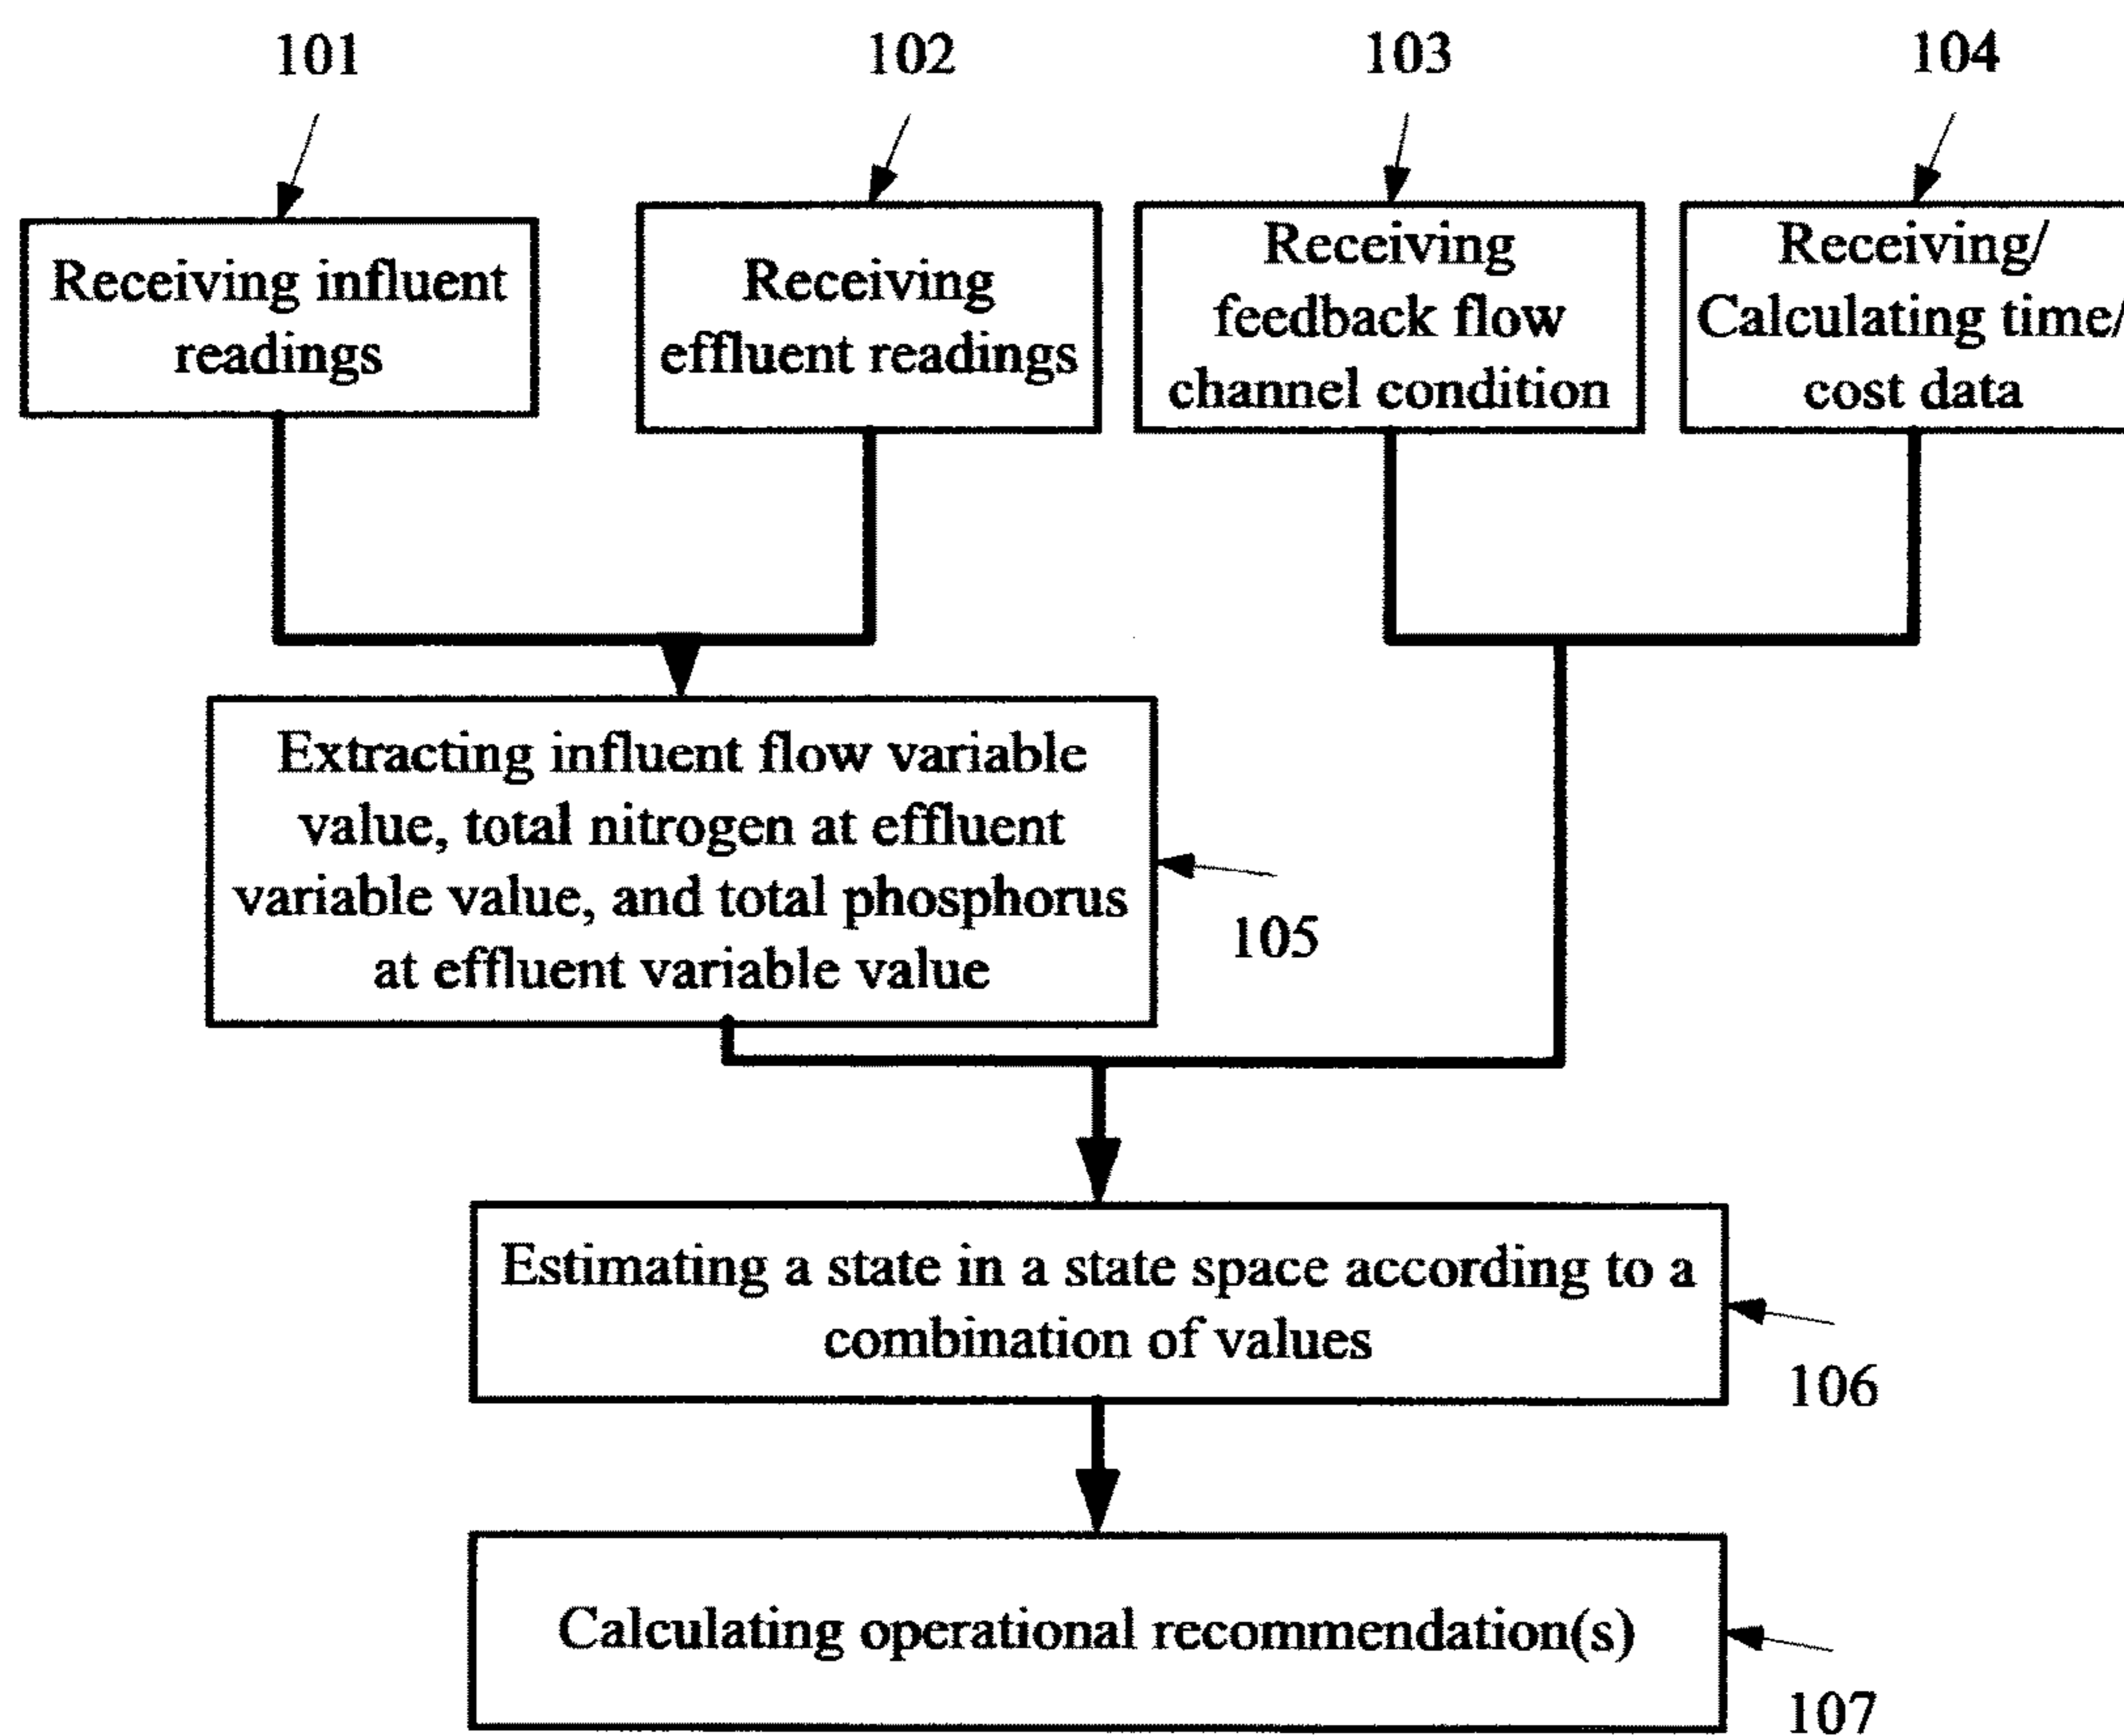 101
102
103
104
Receiving influent
readings
Receiving
effluent readings
Receiving
feedback flow
channel condition
Receiving/
Calculating time/
cost data
Extracting influent flow variable
value, total nitrogen at effluent
variable value, and total phosphorus
at effluent variable value
105
Estimating a state in a state space according to a
combination of values
106
Calculating operational recommendation(s)
107